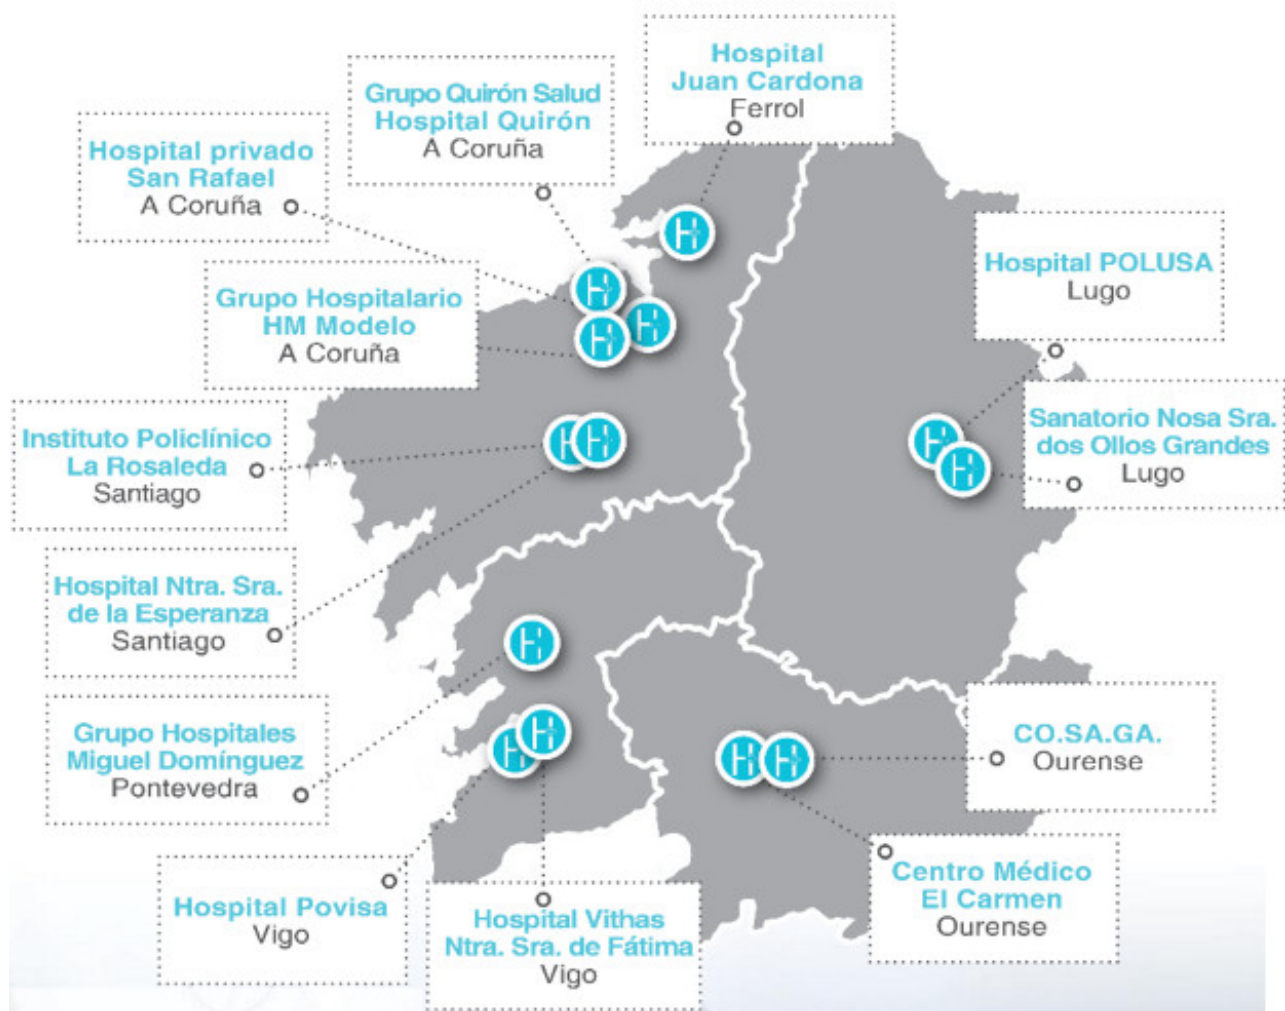 Hospital
Juan Cardona
Ferrol
Grupo Quirón Salud
Hospital Quirón
A Coruña
Hospital privado
San Rafael
A Coruña
Hospital POLUSA
Lugo
Grupo Hospitalario
HM Modelo
A Coruña
Sanatorio Nosa Sra.
dos Ollos Grandes
Lugo
Instituto Policlínico
La Rosaleda
Santiago
Hospital Ntra. Sra.
de la Esperanza
Santiago
Grupo Hospitales
Miguel Domínguez
Pontevedra
CO.SA.GA.
Ourense
Centro Médico
El Carmen
Ourense
Hospital Povisa
Vigo
Hospital Vithas
Ntra. Sra. de Fátima
Vigo